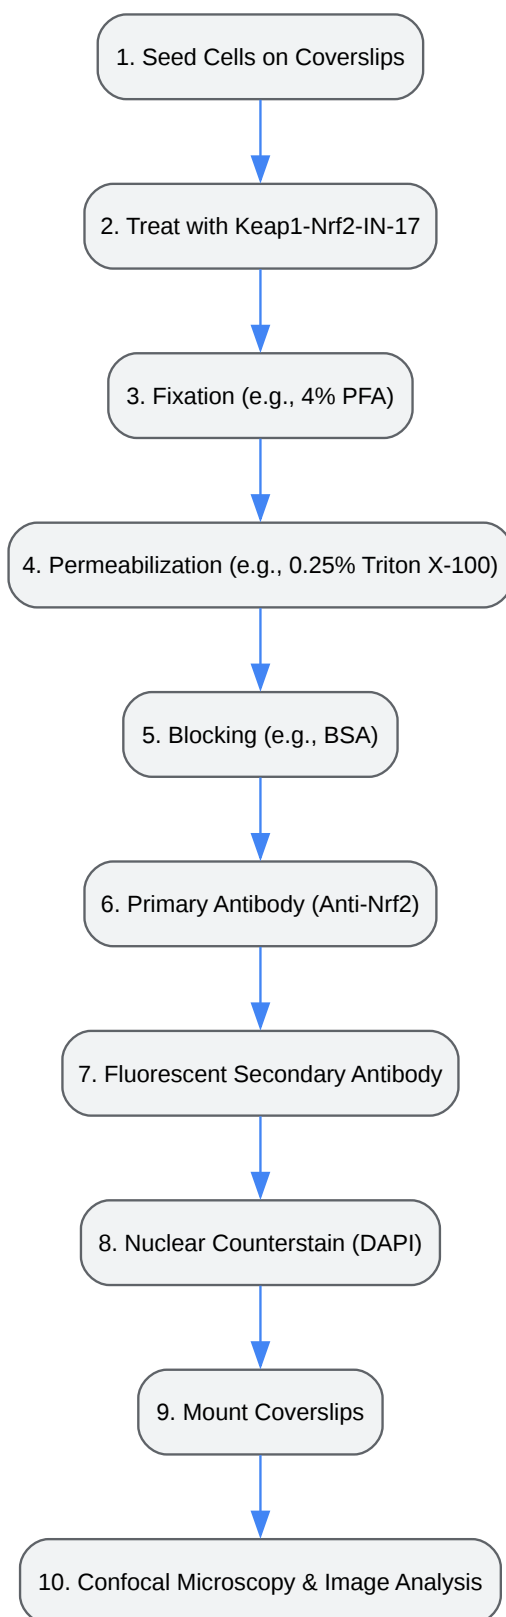 1. Seed Cells on Coverslips
2. Treat with Keap1-Nrf2-IN-17
3. Fixation (e.g., 4% PFA)
4. Permeabilization (e.g., 0.25% Triton X-100)
5. Blocking (e.g., BSA)
6. Primary Antibody (Anti-Nrf2)
7. Fluorescent Secondary Antibody
8. Nuclear Counterstain (DAPI)
9. Mount Coverslips
10. Confocal Microscopy & Image Analysis